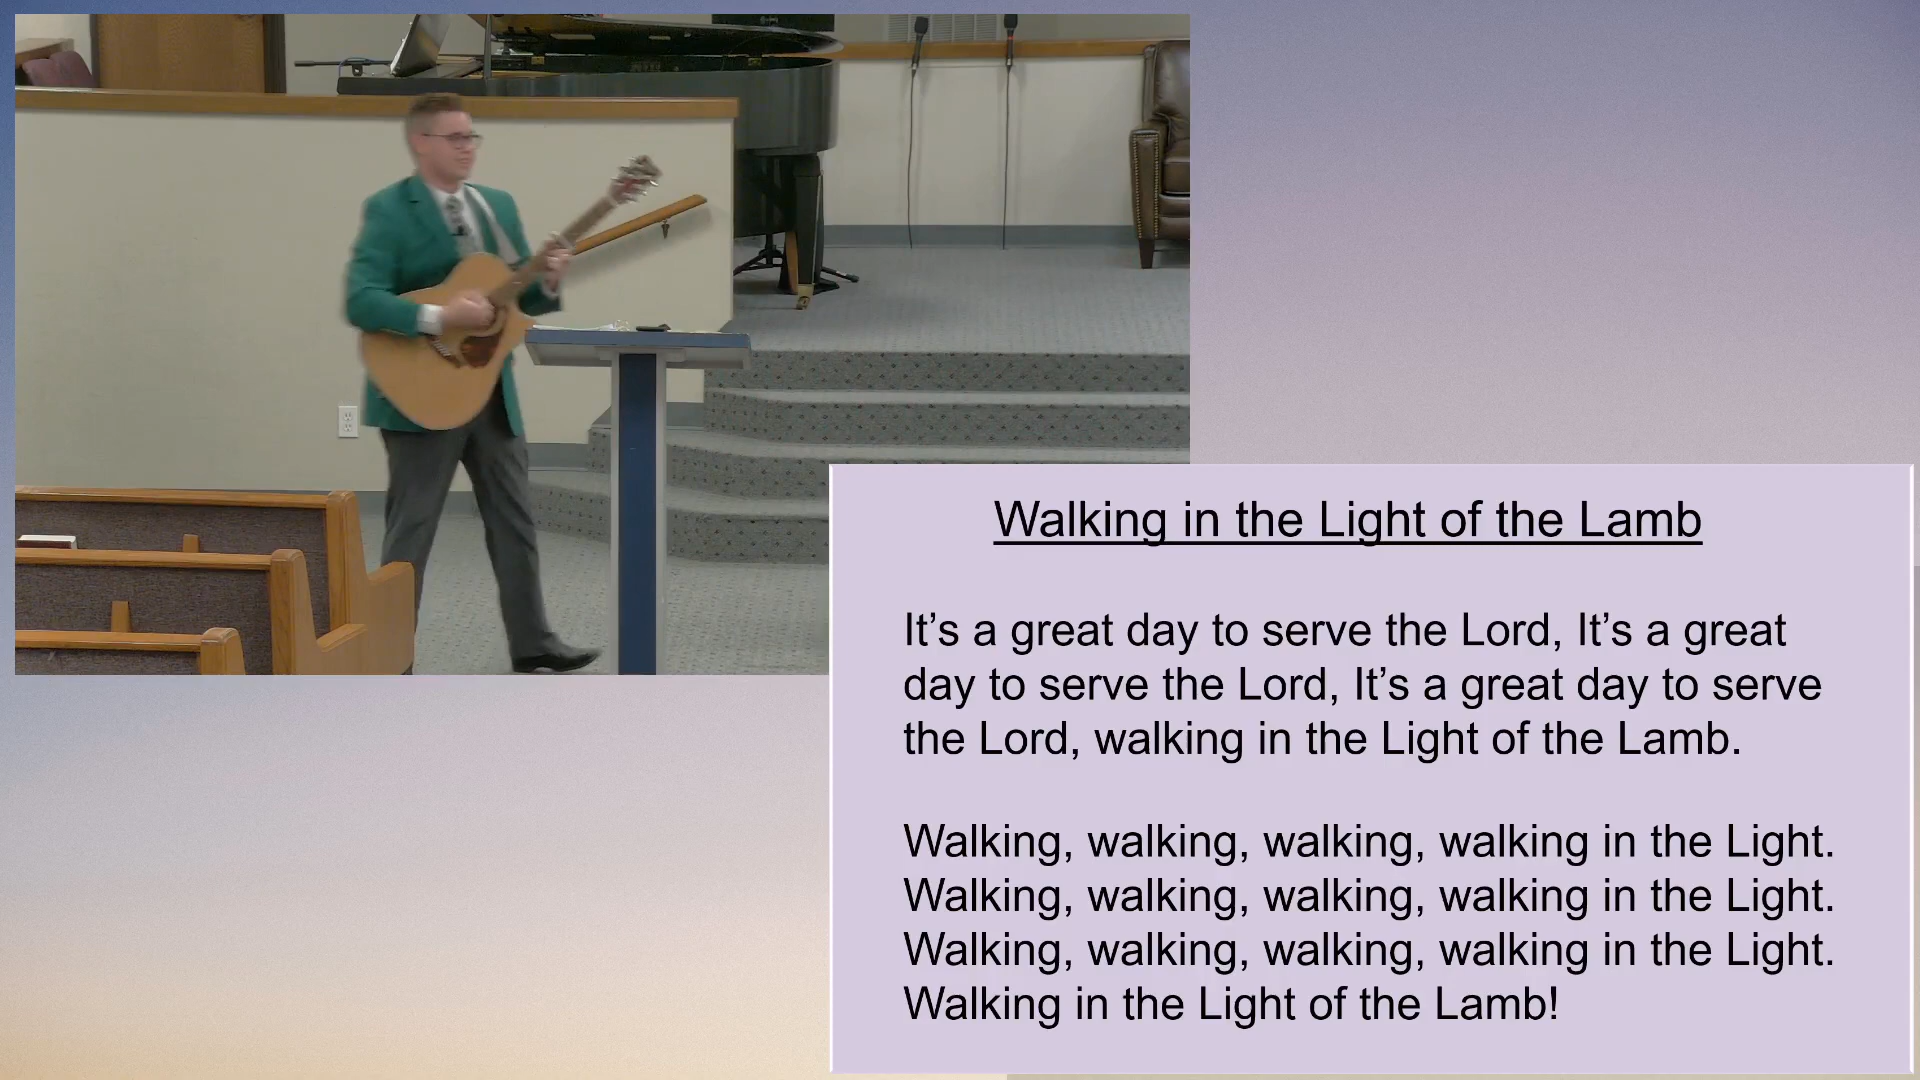 Walking in the Light of the Lamb
It’s a great day to serve the Lord, It’s a great
day to serve the Lord, It’s a great day to serve
the Lord, walking in the Light of the Lamb.
Walking, walking, walking, walking in the Light.
Walking, walking, walking, walking in the Light.
Walking, walking, walking, walking in the Light.
Walking in the Light of the Lamb!